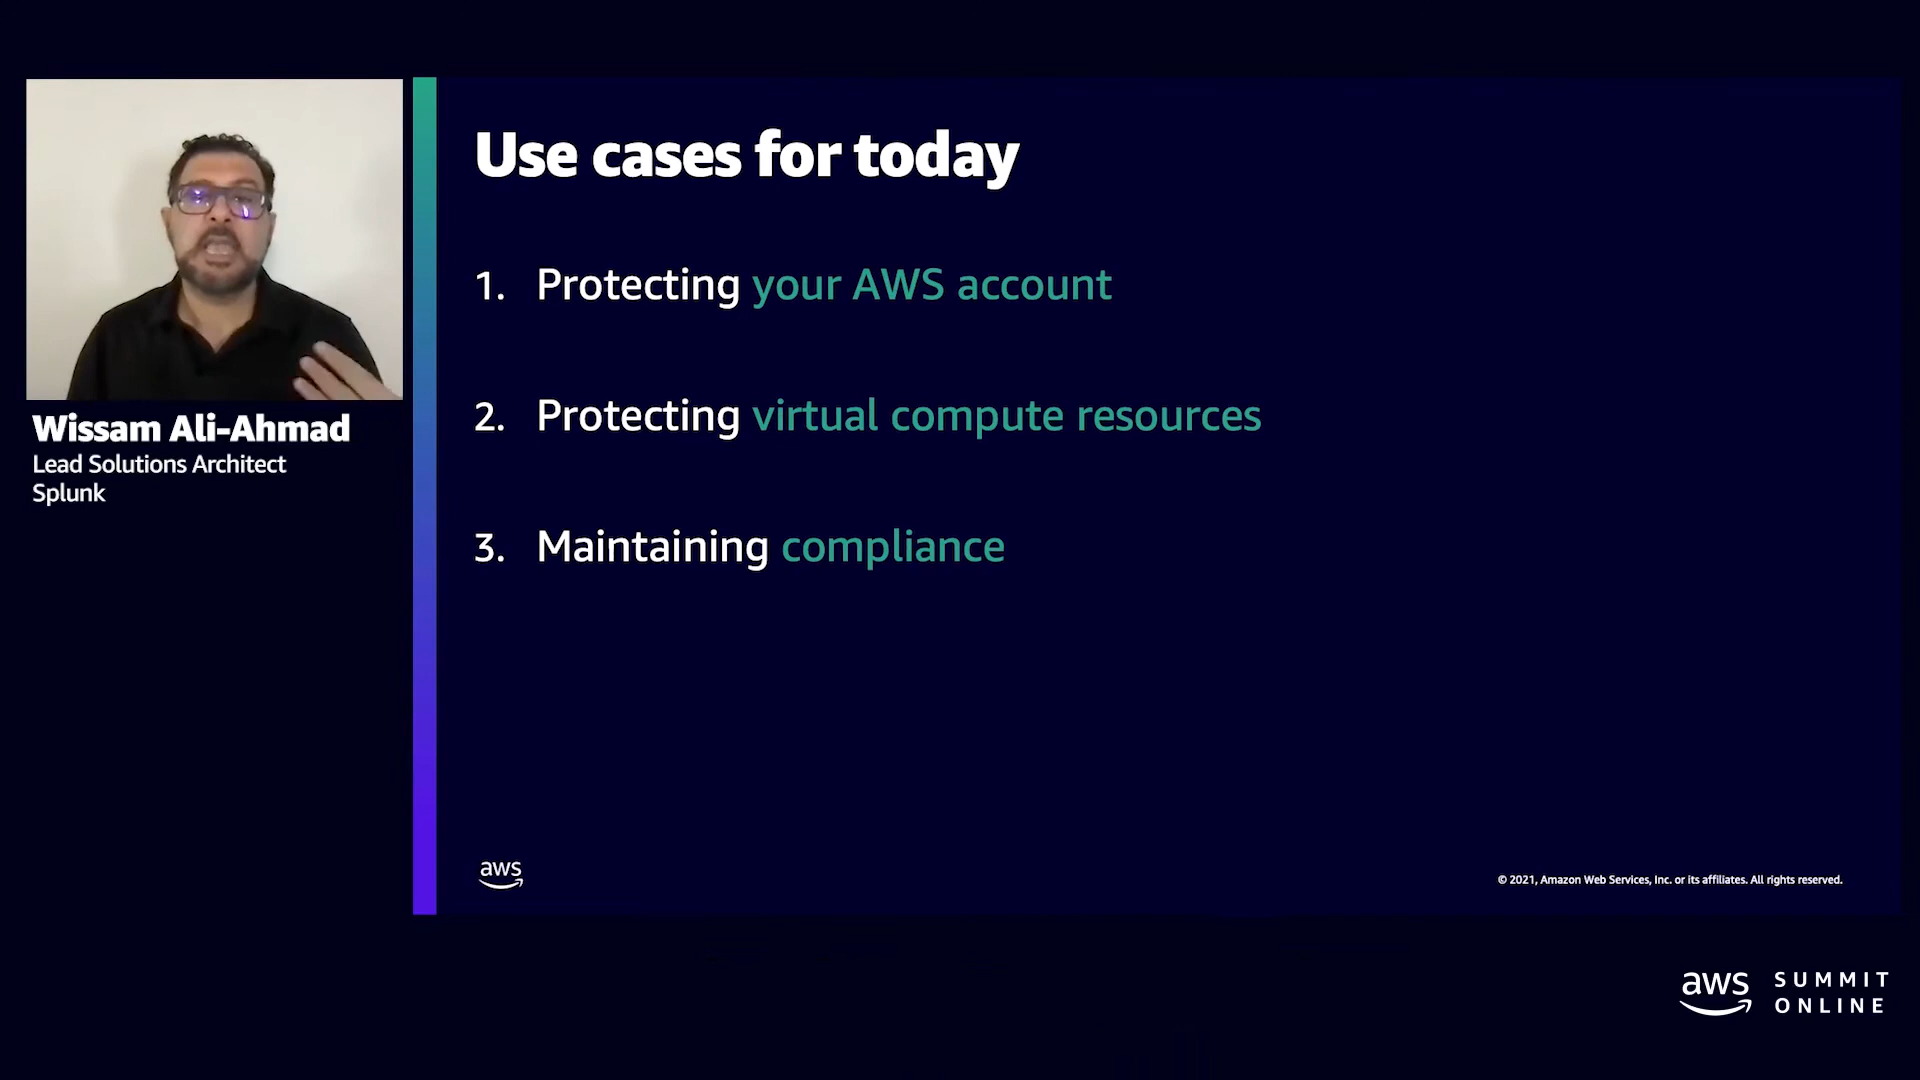 Use cases for today
1. Protecting your AWS account
2. Protecting virtual compute resources
3. Maintaining compliance
Wissam Ali-Ahmad
Lead Solutions Architect
Splunk
aws
© 2021, Amazon Web Services, Inc. or its affiliates. All rights reserved.
aws SUMMIT
ONLINE